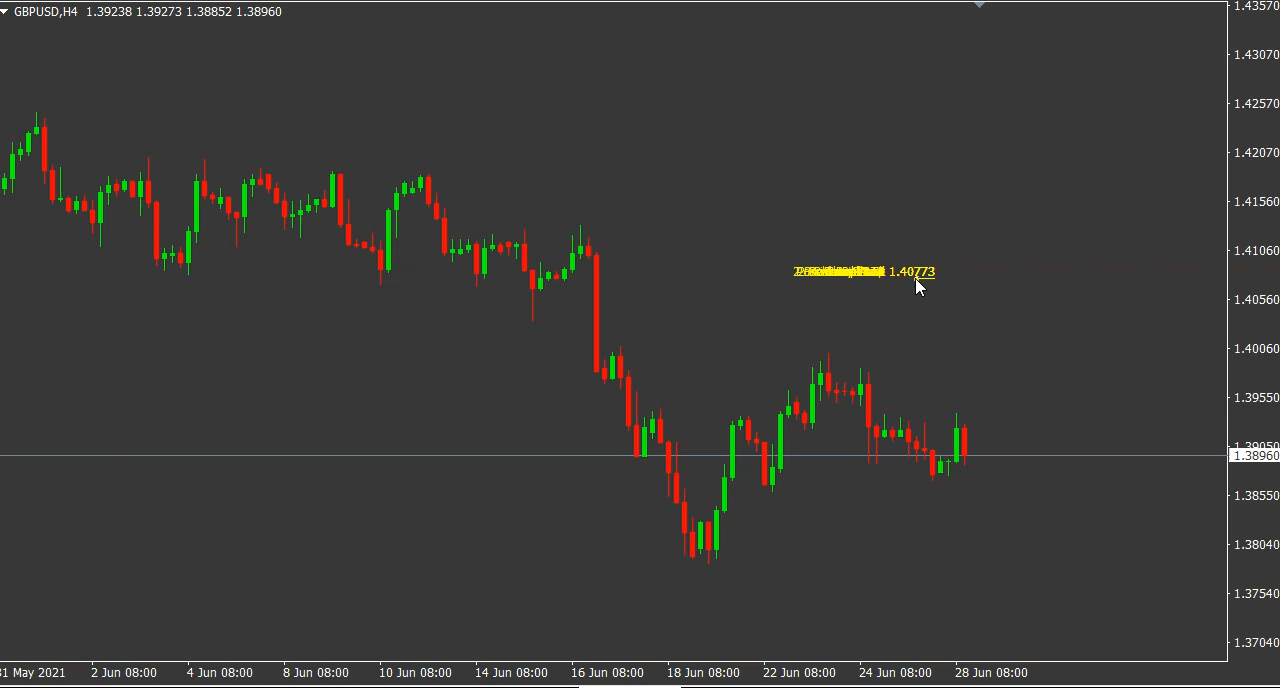 GBPUSD,H4 1.39238 1.39273 1.38852 1.38960
1.43570
1.43070
1.42570
1.42070
1.41560
1.41060
1.40773
1.40560
1.40060
1.39550
1.39050
1.38960
1.38550
1.38040
1.37540
1.37040
31 May 2021
2 Jun 08:00
4 Jun 08:00
8 Jun 08:00
10 Jun 08:00
14 Jun 08:00
16 Jun 08:00
18 Jun 08:00
22 Jun 08:00
24 Jun 08:00
28 Jun 08:00